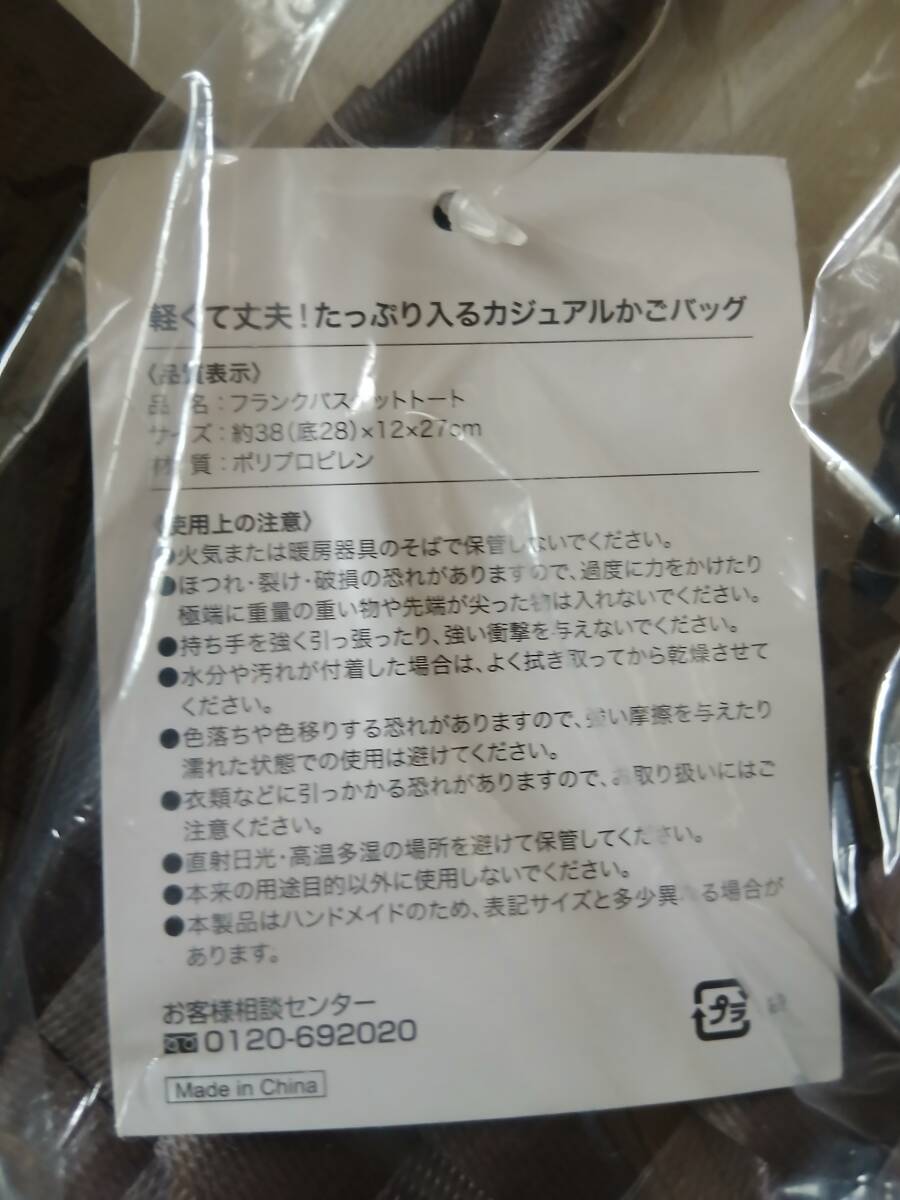 軽くて丈夫！たっぷり入るカジュアルかごバッグ
〈品質表示〉
品 名：フランクバスケットトート
サイズ：約38（底28）×12×27cm
材 質：ポリプロピレン
〈使用上の注意〉
●火気または暖房器具のそばで保管しないでください。
●ほつれ・裂け・破損の恐れがありますので、過度に力をかけたり
極端に重量の重い物や先端が尖った物は入れないでください。
●持ち手を強く引っ張ったり、強い衝撃を与えないでください。
●水分や汚れが付着した場合は、よく拭き取ってから乾燥させて
ください。
●色落ちや色移りする恐れがありますので、強い摩擦を与えたり
濡れた状態での使用は避けてください。
●衣類などに引っかかる恐れがありますので、お取り扱いにはご
注意ください。
●直射日光・高温多湿の場所を避けて保管してください。
●本来の用途目的以外に使用しないでください。
●本製品はハンドメイドのため、表記サイズと多少異なる場合が
あります。
お客様相談センター
0120-692020
プラ
Made in China